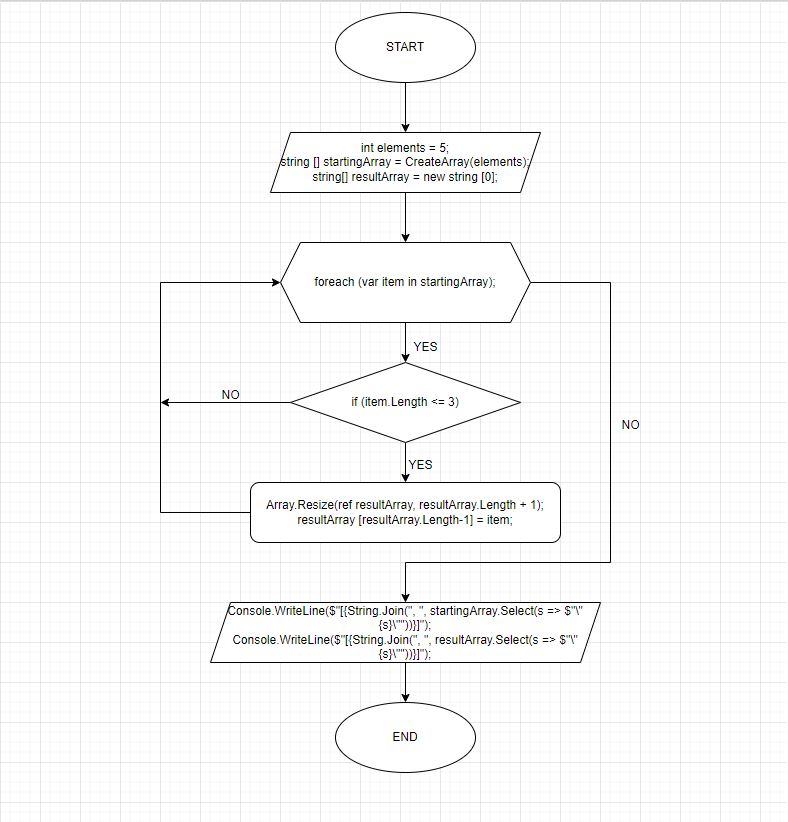 START
int elements = 5;
string [] startingArray = CreateArray(elements);
string[] resultArray = new string [0];
foreach (var item in startingArray);
YES
if (item.Length <= 3)
NO
NO
YES
Array.Resize(ref resultArray, resultArray.Length + 1);
resultArray [resultArray.Length-1] = item;
Console.WriteLine($"[{String.Join(", ", startingArray.Select(s => $"\"
{s}\""))}]");
Console.WriteLine($"[{String.Join(", ", resultArray.Select(s => $"\"
{s}\""))}]");
END